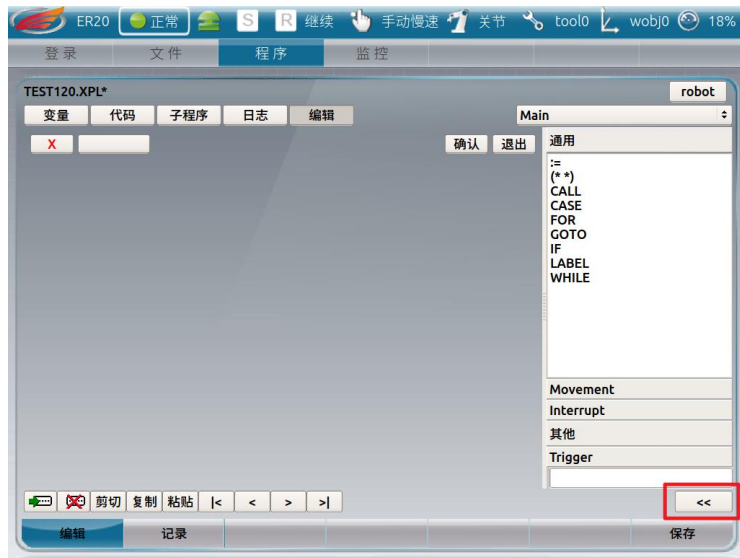 ER20 正常 S R 继续 手动慢速 关节 tool0 wobj0 18%
登录 文件 程序 监控
TEST120.XPL* robot
变量 代码 子程序 日志 编辑 Main
X 确认 退出 通用
:=
(* *)
CALL
CASE
FOR
GOTO
IF
LABEL
WHILE
Movement
Interrupt
其他
Trigger
剪切 复制 粘贴 |< < > >| <<
编辑 记录 保存